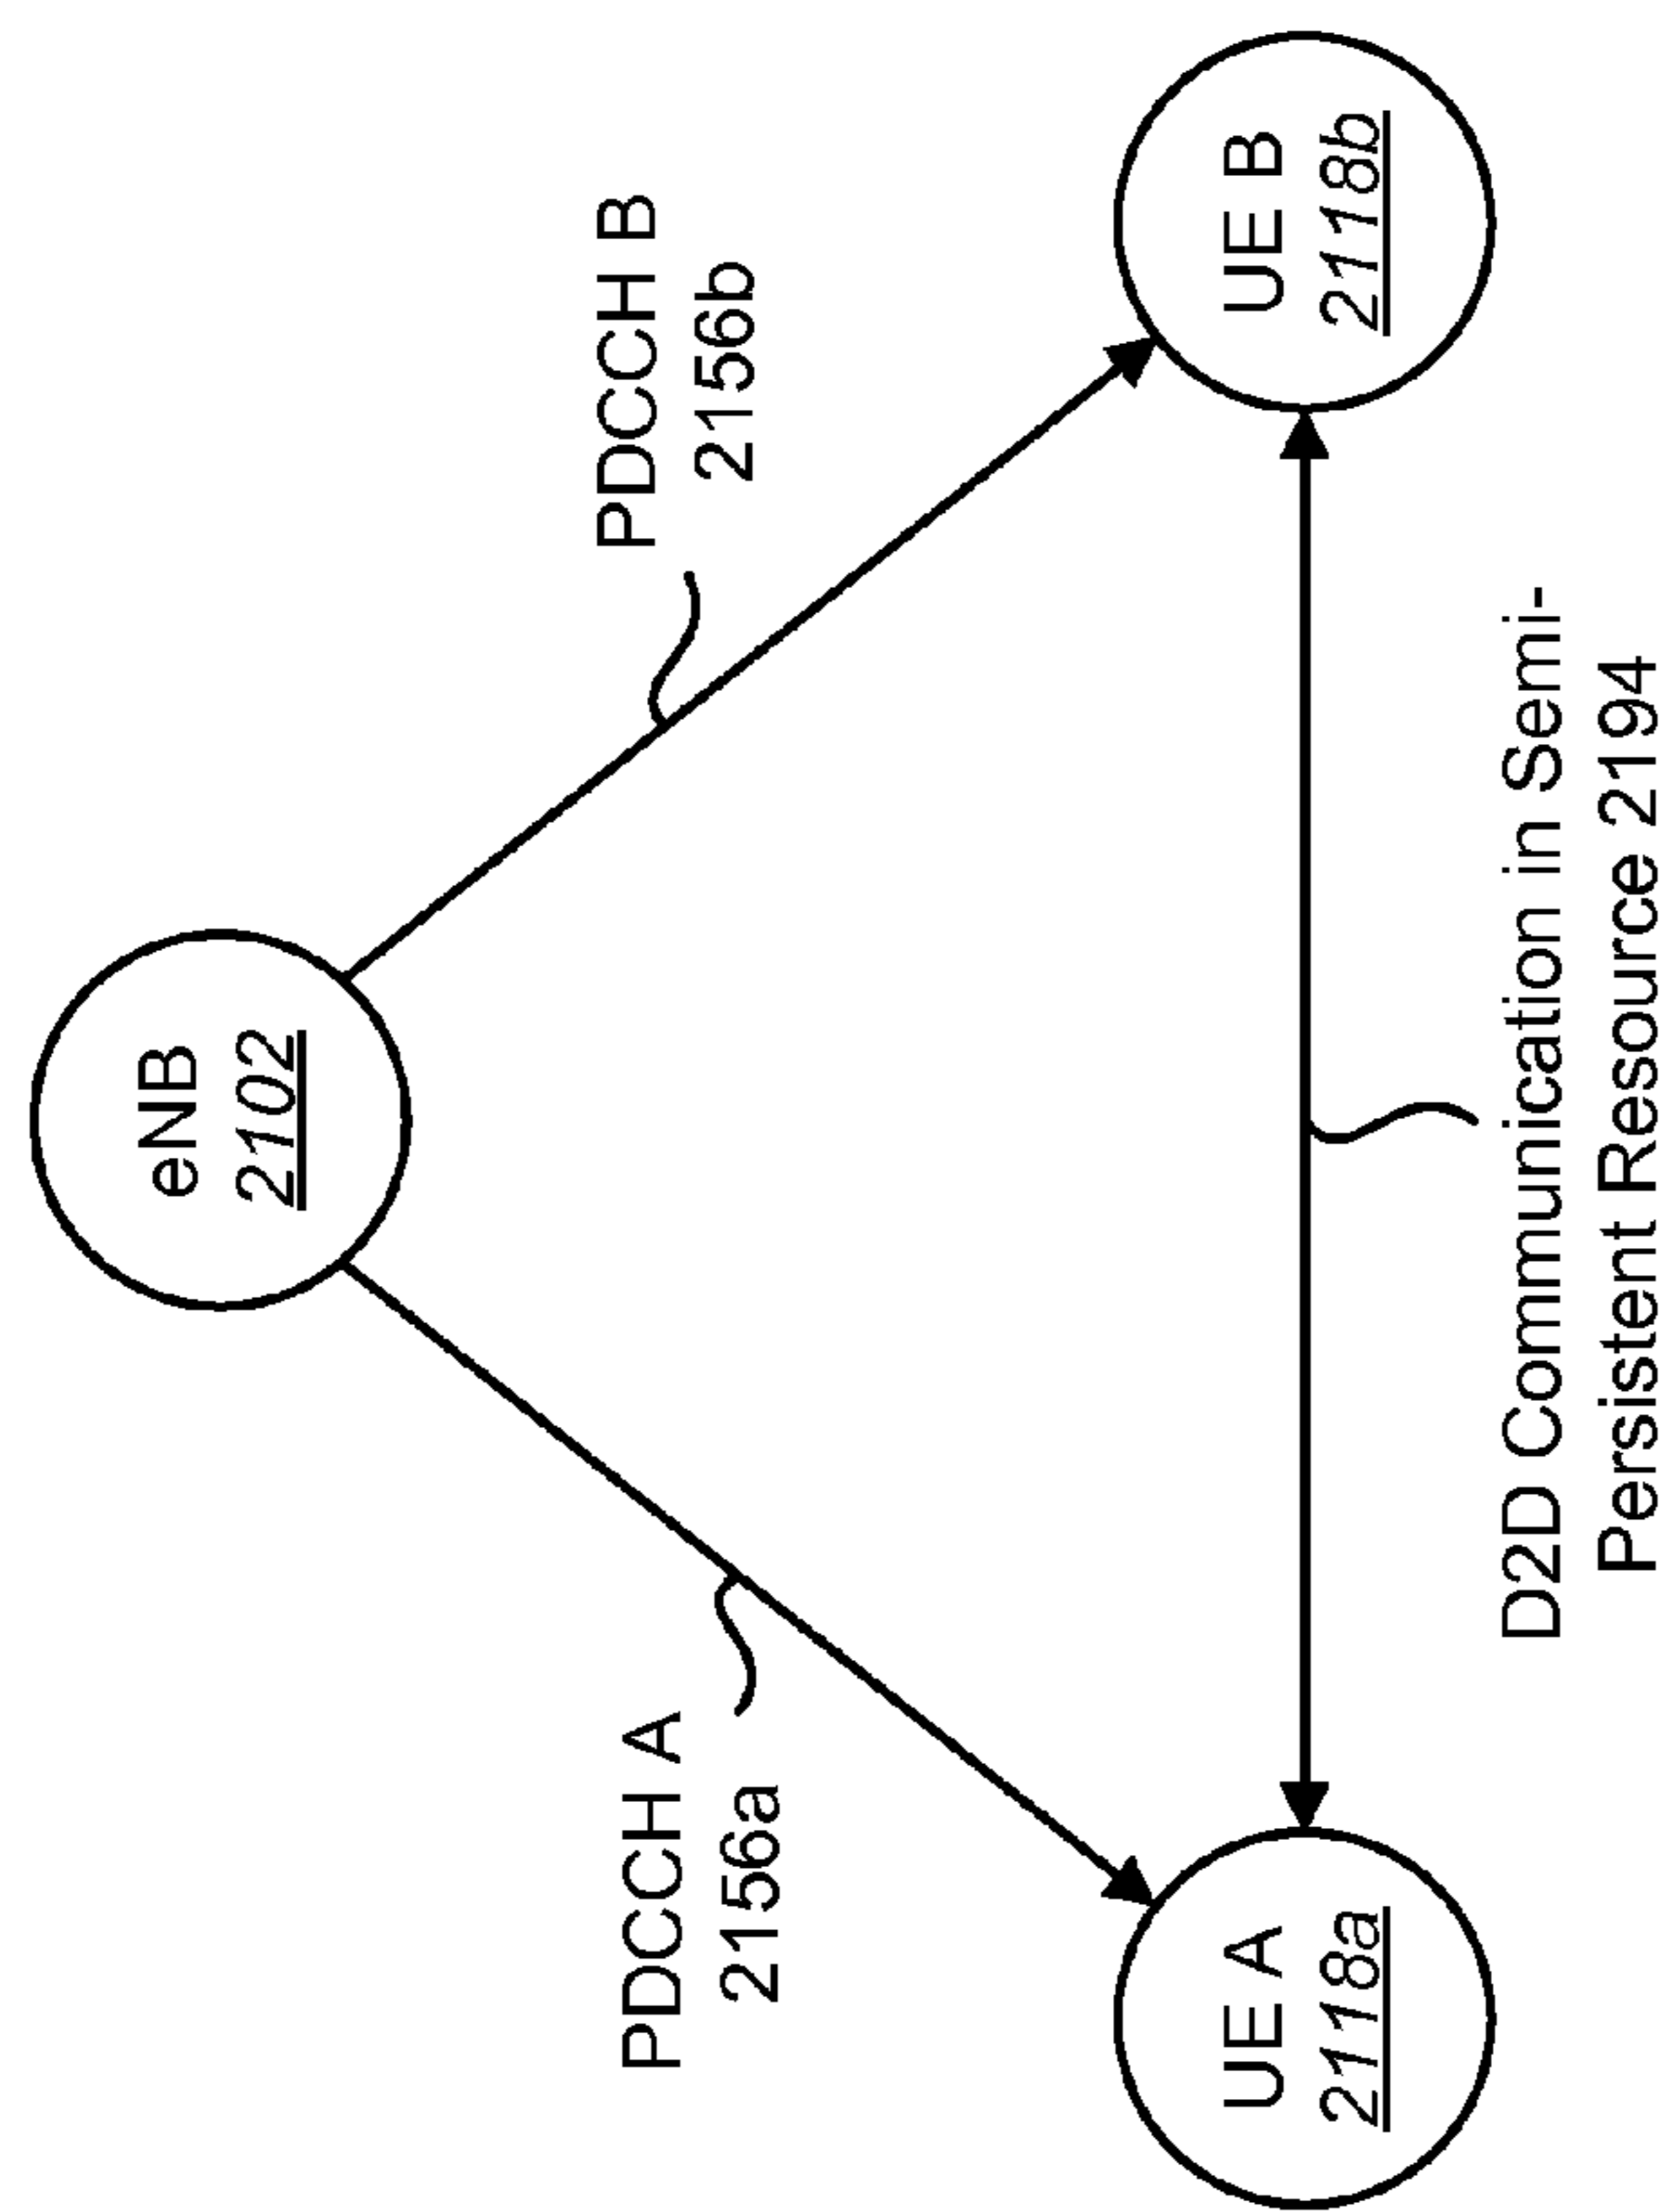 eNB
2102
PDCCH A
2156a
PDCCH B
2156b
UE A
2118a
UE B
2118b
D2D Communication in Semi-
Persistent Resource 2194